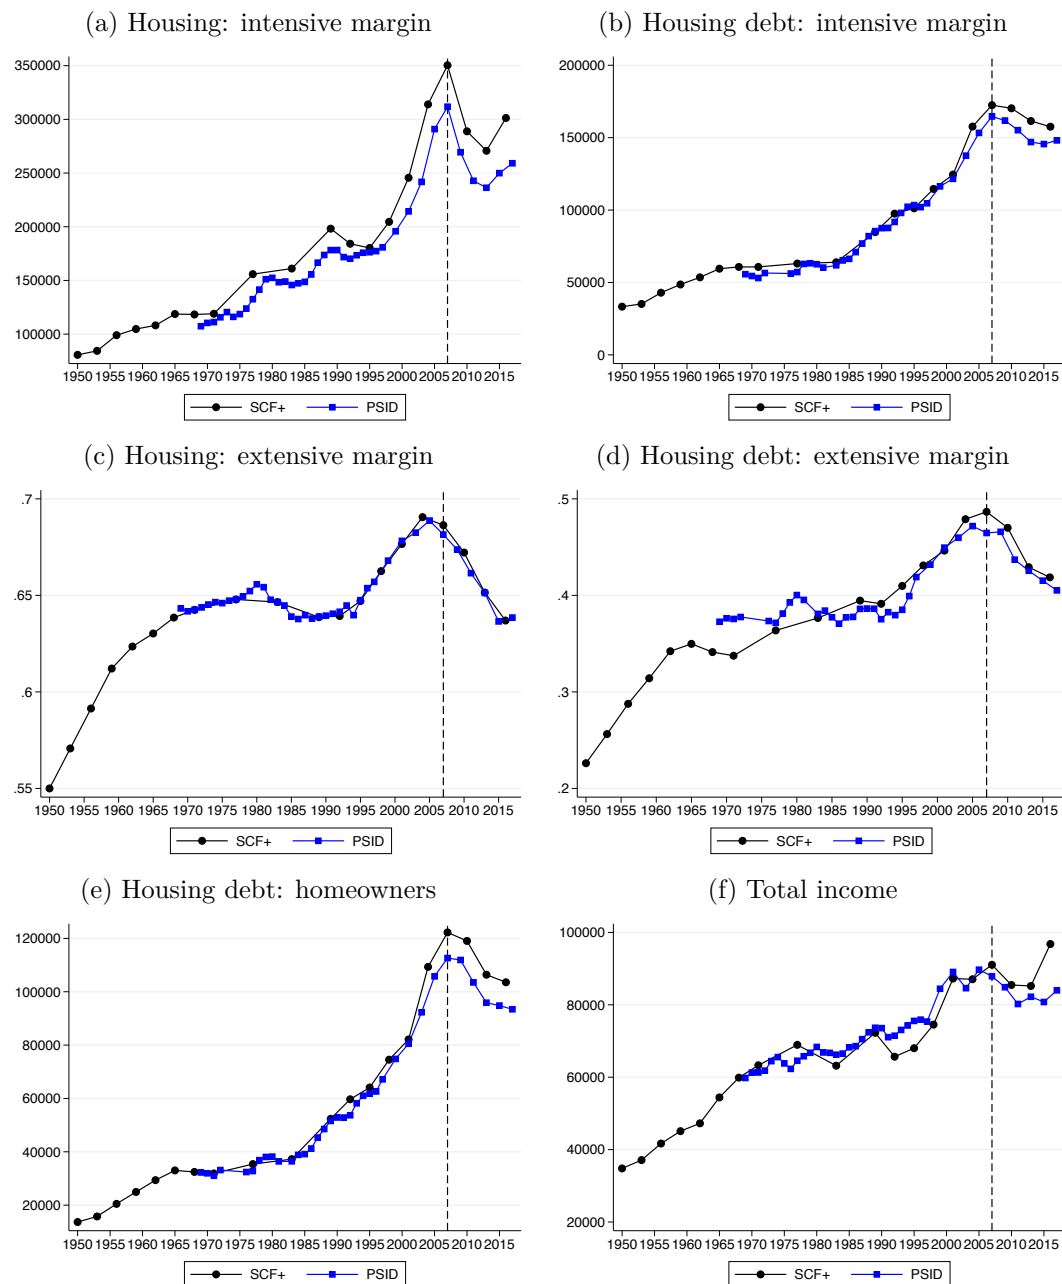 (a) Housing: intensive margin
350000
300000
250000
200000
150000
100000
1950 1955 1960 1965 1970 1975 1980 1985 1990 1995 2000 2005 2010 2015
SCF+ PSID
(b) Housing debt: intensive margin
200000
150000
100000
50000
0
1950 1955 1960 1965 1970 1975 1980 1985 1990 1995 2000 2005 2010 2015
SCF+ PSID
(c) Housing: extensive margin
.7
.65
.6
.55
1950 1955 1960 1965 1970 1975 1980 1985 1990 1995 2000 2005 2010 2015
SCF+ PSID
(d) Housing debt: extensive margin
.5
.4
.3
.2
1950 1955 1960 1965 1970 1975 1980 1985 1990 1995 2000 2005 2010 2015
SCF+ PSID
(e) Housing debt: homeowners
120000
100000
80000
60000
40000
20000
1950 1955 1960 1965 1970 1975 1980 1985 1990 1995 2000 2005 2010 2015
SCF+ PSID
(f) Total income
100000
80000
60000
40000
20000
1950 1955 1960 1965 1970 1975 1980 1985 1990 1995 2000 2005 2010 2015
SCF+ PSID